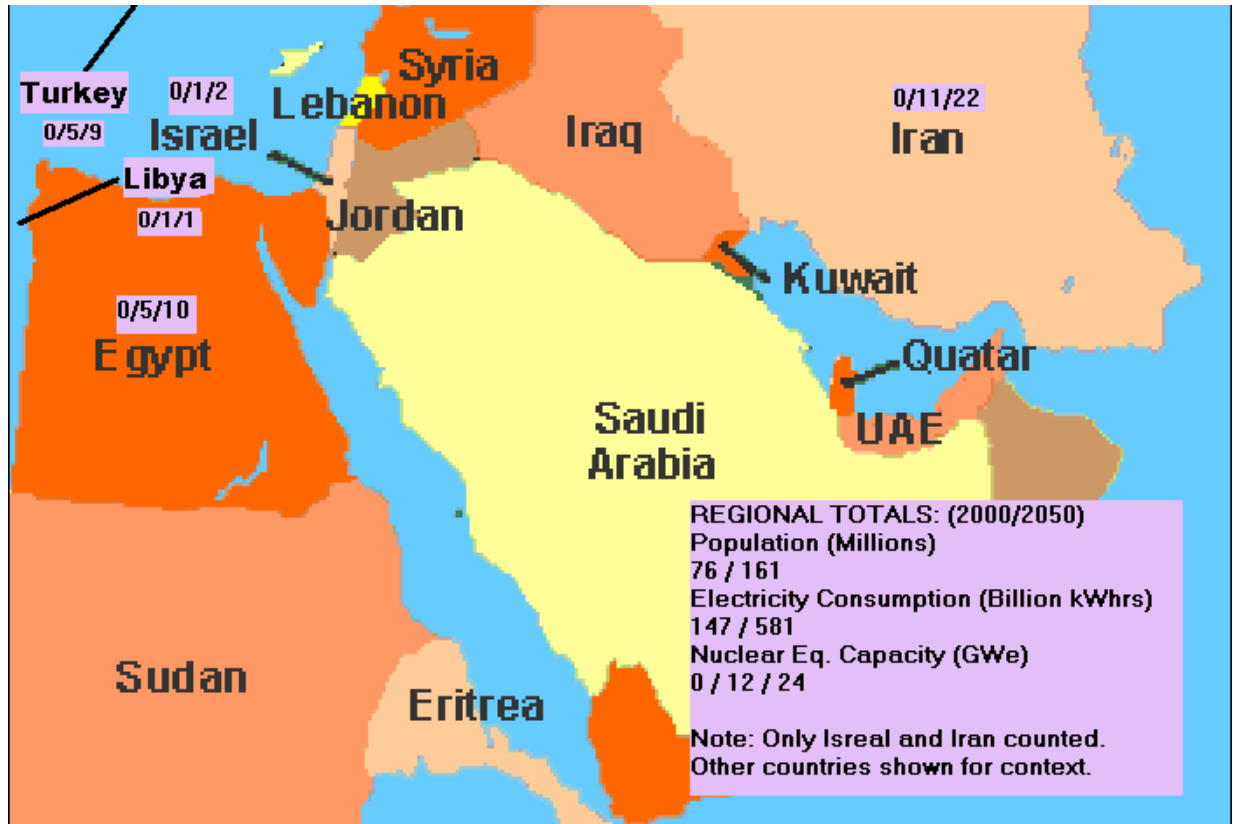 Syria
Turkey
0/1/2
0/11/22
Lebanon
0/5/9
Israel
Iraq
Iran
Libya
0/1/1
Jordan
Kuwait
0/5/10
Egypt
Quatar
Saudi
Arabia
UAE
REGIONAL TOTALS: (2000/2050)
Population (Millions)
76 / 161
Electricity Consumption (Billion kWhrs)
147 / 581
Nuclear Eq. Capacity (GWe)
0 / 12 / 24
Note: Only Isreal and Iran counted.
Other countries shown for context.
Sudan
Eritrea